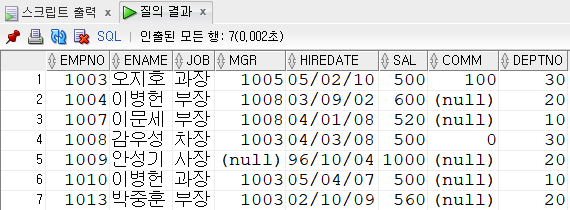 스크립트 출력 x 질의 결과 x
SQL | 인출된 모든 행: 7(0,002초)
EMPNO ENAME JOB MGR HIREDATE SAL COMM DEPTNO
1 1003 오지호 과장 1005 05/02/10 500 100 30
2 1004 이병헌 부장 1008 03/09/02 600 (null) 20
3 1007 이문세 부장 1008 04/01/08 520 (null) 10
4 1008 감우성 차장 1003 04/03/08 500 0 30
5 1009 안성기 사장 (null) 96/10/04 1000 (null) 20
6 1010 이병헌 과장 1003 05/04/07 500 (null) 10
7 1013 박중훈 부장 1003 02/10/09 560 (null) 20